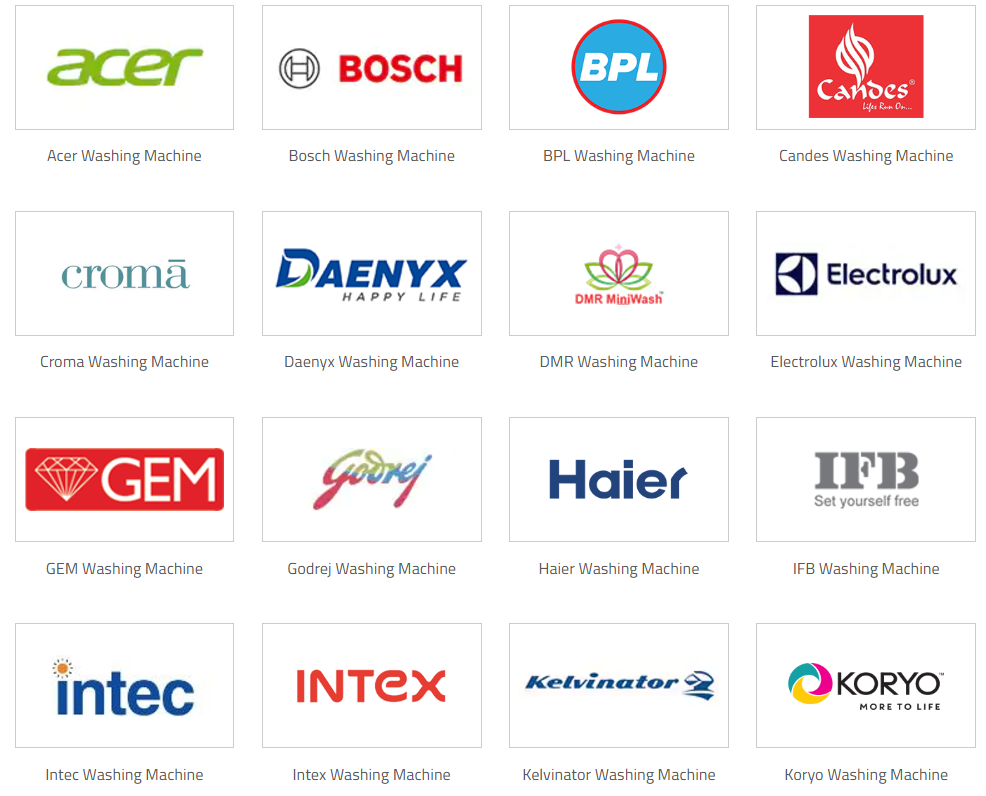 acer
BOSCH
BPL
Candes®
Lifes Run On...
Acer Washing Machine
Bosch Washing Machine
BPL Washing Machine
Candes Washing Machine
cromā
DAENYX
HAPPY LIFE
DMR MiniWash™
Electrolux
Croma Washing Machine
Daenyx Washing Machine
DMR Washing Machine
Electrolux Washing Machine
GEM
Godrej
Haier
IFB
Set yourself free
GEM Washing Machine
Godrej Washing Machine
Haier Washing Machine
IFB Washing Machine
intec
INTEX
Kelvinator
KORYO™
MORE TO LIFE
Intec Washing Machine
Intex Washing Machine
Kelvinator Washing Machine
Koryo Washing Machine